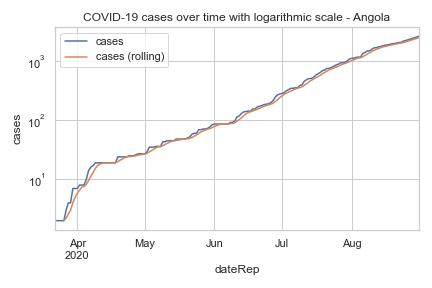 COVID-19 cases over time with logarithmic scale - Angola
cases
cases (rolling)
10³
10²
10¹
cases
Apr
2020
May
Jun
Jul
Aug
dateRep